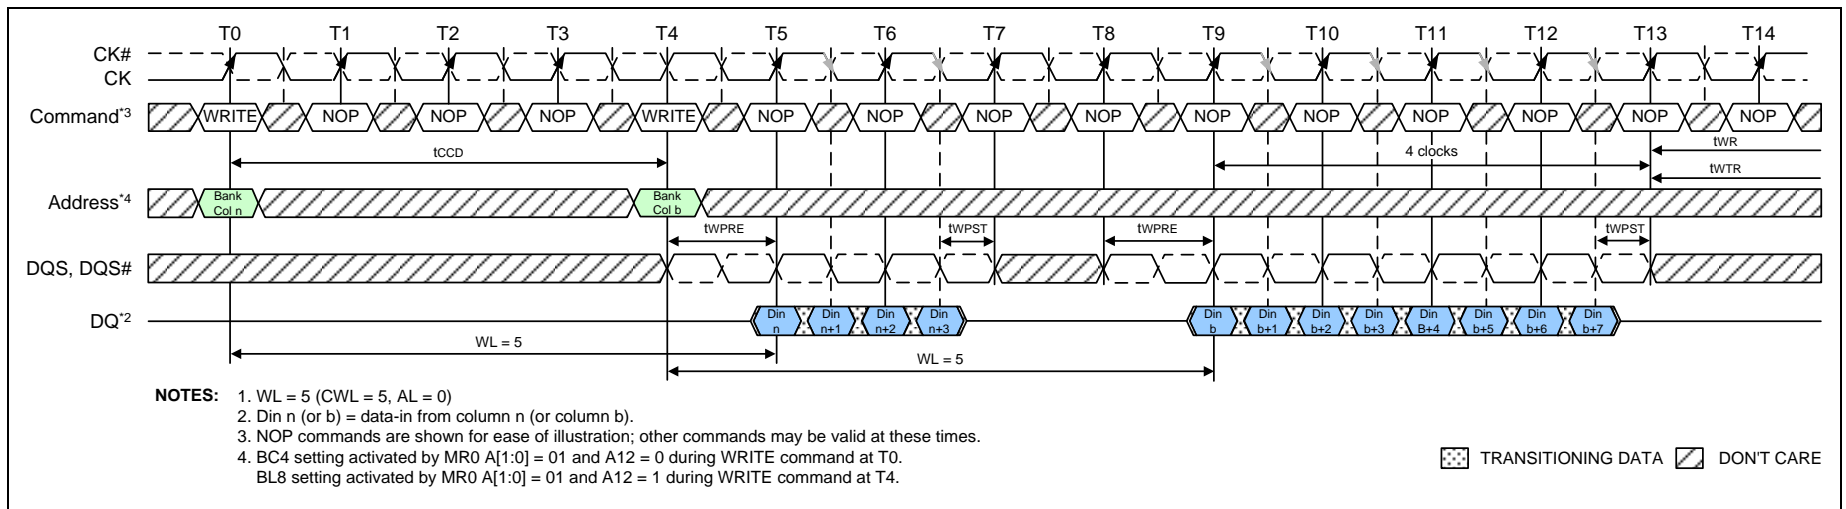 T0 T1 T2 T3 T4 T5 T6 T7 T8 T9 T10 T11 T12 T13 T14
CK#
CK
Command*3 WRITE NOP NOP NOP WRITE NOP NOP NOP NOP NOP NOP NOP NOP NOP NOP
tCCD 4 clocks tWR
tWTR
Address*4 Bank Col n Bank Col b
tWPRE tWPST tWPRE tWPST
DQS, DQS#
DQ*2 Din n Din n+1 Din n+2 Din n+3 Din b Din b+1 Din b+2 Din b+3 Din B+4 Din b+5 Din b+6 Din b+7
WL = 5
WL = 5
NOTES: 1. WL = 5 (CWL = 5, AL = 0)
2. Din n (or b) = data-in from column n (or column b).
3. NOP commands are shown for ease of illustration; other commands may be valid at these times.
4. BC4 setting activated by MR0 A[1:0] = 01 and A12 = 0 during WRITE command at T0.
BL8 setting activated by MR0 A[1:0] = 01 and A12 = 1 during WRITE command at T4.
TRANSITIONING DATA DON'T CARE